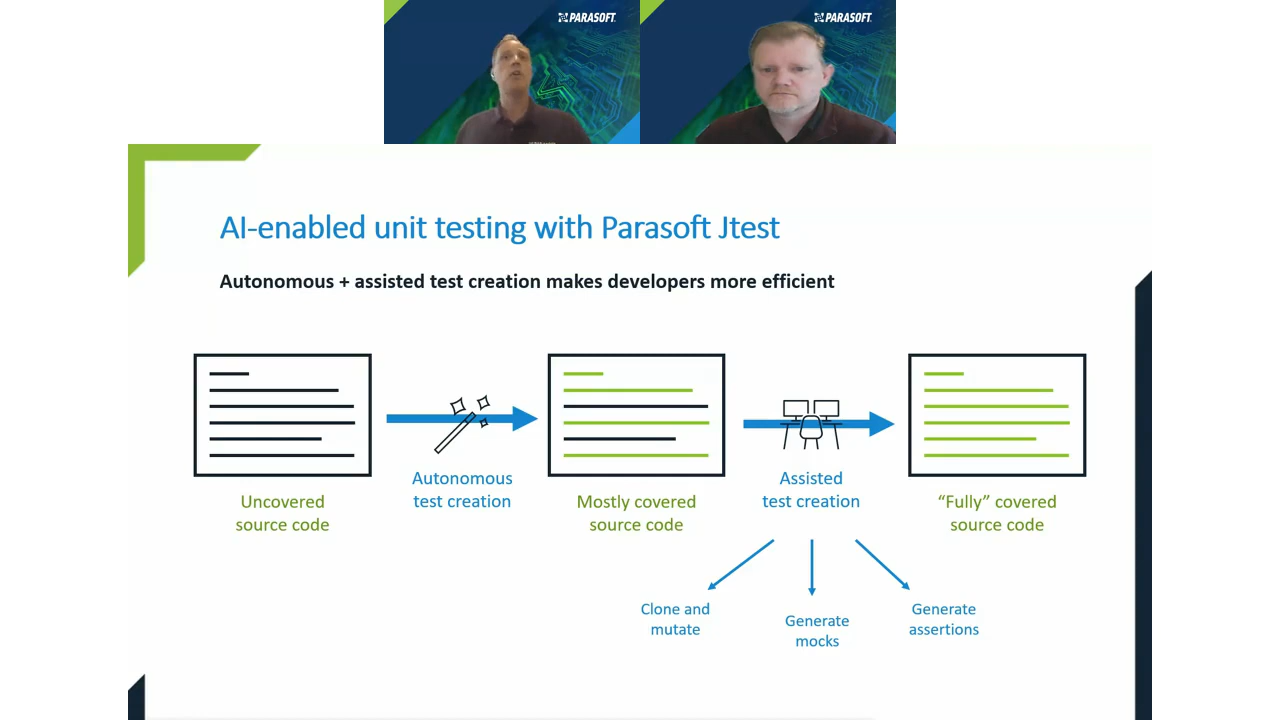 PARASOFT
PARASOFT
AI-enabled unit testing with Parasoft Jtest
Autonomous + assisted test creation makes developers more efficient
Autonomous
test creation
Assisted
test creation
Uncovered
source code
Mostly covered
source code
“Fully” covered
source code
Clone and
mutate
Generate
mocks
Generate
assertions